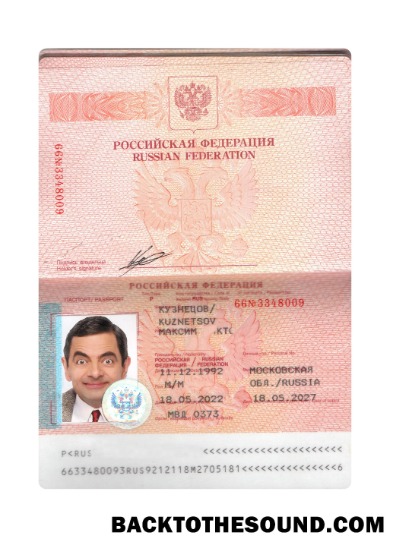 РОССИЙСКАЯ ФЕДЕРАЦИЯ
RUSSIAN FEDERATION
66№3348009
Подпись владельца
Holder's signature
РОССИЙСКАЯ ФЕДЕРАЦИЯ
ПАСПОРТ/PASSPORT
P
RUS
66№3348009
КУЗНЕЦОВ/
KUZNETSOV
МАКСИМ
РОССИЙСКАЯ / RUSSIAN
ФЕДЕРАЦИЯ / FEDERATION
11.12.1992
М/M
МОСКОВСКАЯ
ОБЛ./RUSSIA
18.05.2022
18.05.2027
МВД 0373
P<RUS
<<<<<<<<<<<<<<<<<<<<
6633480093RUS9212118M2705181<<<<<<<<<<<<<<<6
BACKTOTHESOUND.COM